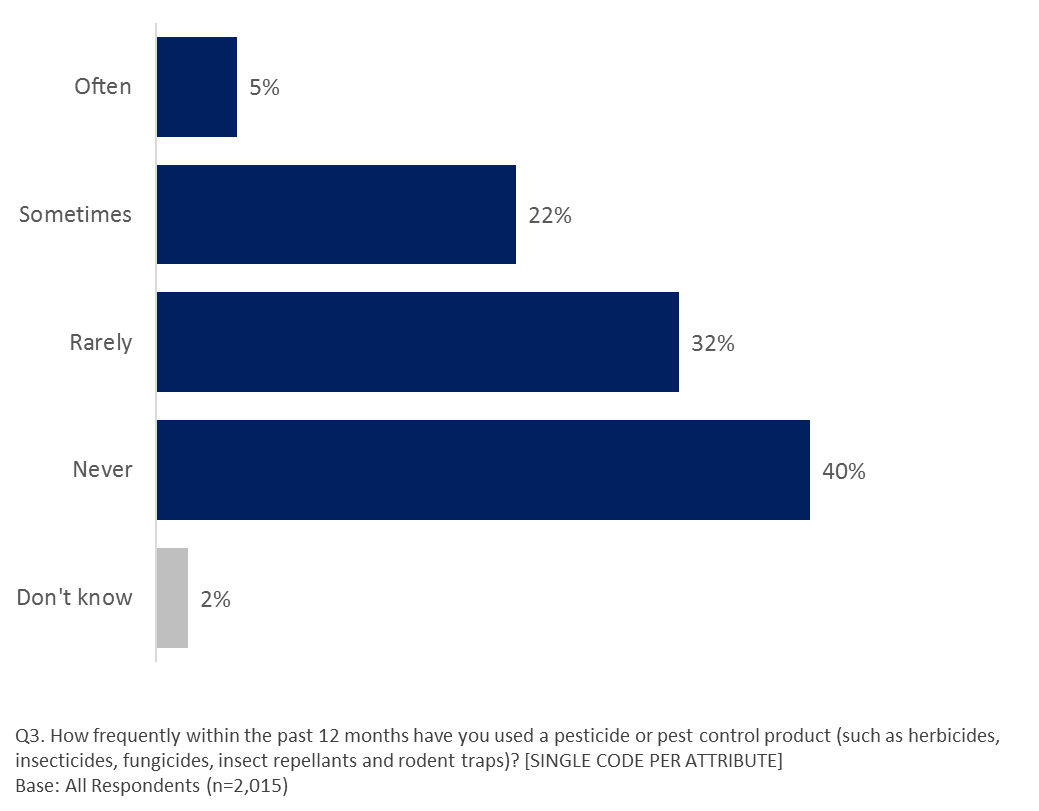 Often 5%
Sometimes 22%
Rarely 32%
Never 40%
Don't know 2%
Q3. How frequently within the past 12 months have you used a pesticide or pest control product (such as herbicides,
insecticides, fungicides, insect repellants and rodent traps)? [SINGLE CODE PER ATTRIBUTE]
Base: All Respondents (n=2,015)